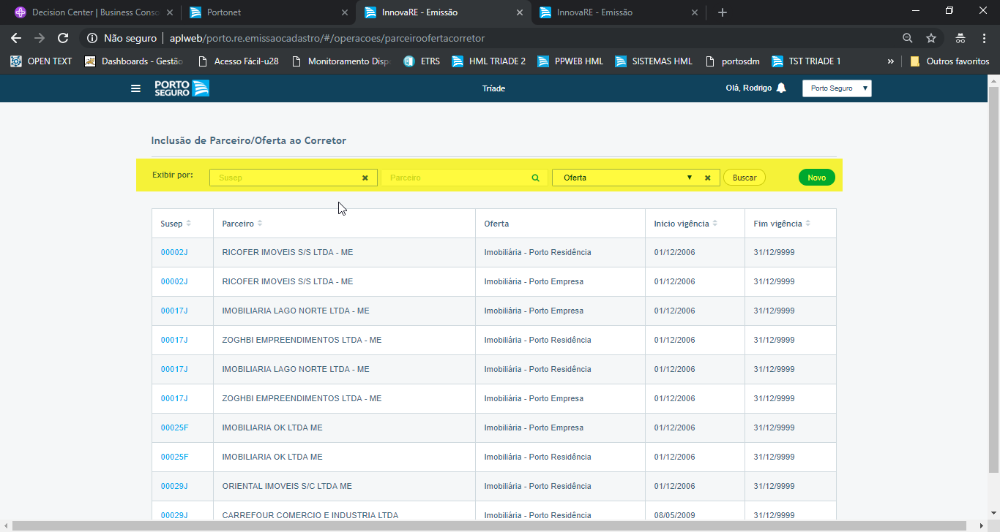 Decision Center | Business Conso
Portonet
InnovaRE - Emissão
InnovaRE - Emissão
Não seguro | aplweb/porto.re.emissaocadastro/#/operacoes/parceiroofertacorretor
OPEN TEXT Dashboards - Gestão Acesso Fácil-u28 Monitoramento Dispo ETRS HML TRIADE 2 PPWEB HML SISTEMAS HML portosdm TST TRIADE 1 » Outros favoritos
PORTO SEGURO
Tríade
Olá, Rodrigo
Porto Seguro
Inclusão de Parceiro/Oferta ao Corretor
Exibir por: Susep Parceiro Oferta Buscar Novo
Susep Parceiro Oferta Inicio vigência Fim vigência
00002J RICOFER IMOVEIS S/S LTDA - ME Imobiliária - Porto Residência 01/12/2006 31/12/9999
00002J RICOFER IMOVEIS S/S LTDA - ME Imobiliária - Porto Empresa 01/12/2006 31/12/9999
00017J IMOBILIARIA LAGO NORTE LTDA - ME Imobiliária - Porto Empresa 01/12/2006 31/12/9999
00017J ZOGHBI EMPREENDIMENTOS LTDA - ME Imobiliária - Porto Residência 01/12/2006 31/12/9999
00017J IMOBILIARIA LAGO NORTE LTDA - ME Imobiliária - Porto Residência 01/12/2006 31/12/9999
00017J ZOGHBI EMPREENDIMENTOS LTDA - ME Imobiliária - Porto Empresa 01/12/2006 31/12/9999
00025F IMOBILIARIA OK LTDA ME Imobiliária - Porto Empresa 01/12/2006 31/12/9999
00025F IMOBILIARIA OK LTDA ME Imobiliária - Porto Residência 01/12/2006 31/12/9999
00029J ORIENTAL IMOVEIS S/C LTDA ME Imobiliária - Porto Residência 01/12/2006 31/12/9999
00029J CARREFOUR COMERCIO E INDUSTRIA LTDA Imobiliária - Porto Residência 08/05/2009 31/12/9999